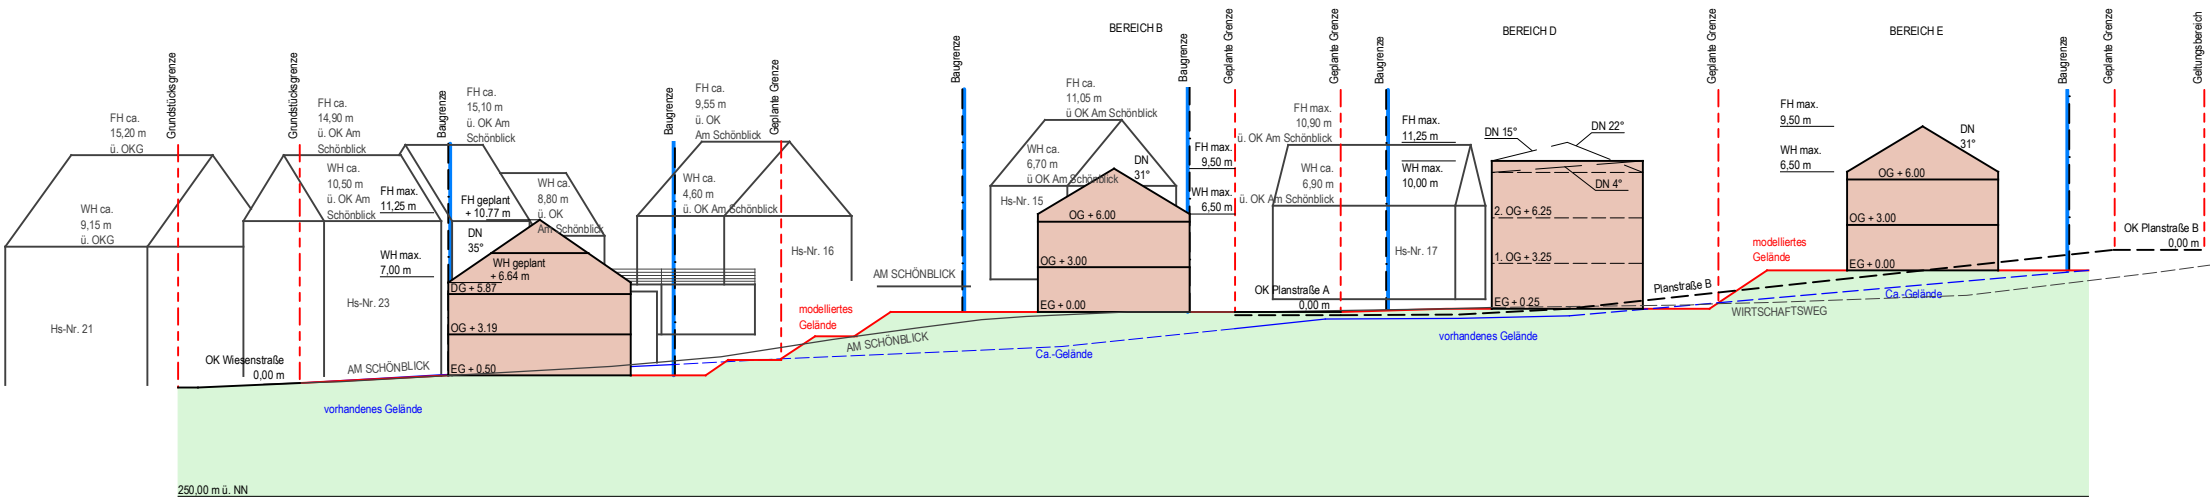 BEREICH B
BEREICH D
BEREICH E
Grundstücksgrenze
Grundstücksgrenze
Baugrenze
Baugrenze
Geplante Grenze
Baugrenze
Baugrenze
Geplante Grenze
Geplante Grenze
Baugrenze
Geplante Grenze
Baugrenze
Geplante Grenze
Geltungsbereich
FH ca.
15,20 m
ü. OKG
WH ca.
9,15 m
ü. OKG
Hs-Nr. 21
FH ca.
14,90 m
ü. OK Am
Schönblick
WH ca.
10,50 m
ü. OK Am
Schönblick
Hs-Nr. 23
FH max.
11,25 m
WH max.
7,00 m
FH ca.
15,10 m
ü. OK Am
Schönblick
FH geplant
+ 10.77 m
DN
35°
WH geplant
+ 6.64 m
DG + 5.87
OG + 3.19
EG + 0.50
WH ca.
8,80 m
ü. OK
Am Schönblick
OK Wiesenstraße
0,00 m
AM SCHÖNBLICK
vorhandenes Gelände
FH ca.
9,55 m
ü. OK
Am Schönblick
WH ca.
4,60 m
ü. OK Am Schönblick
Hs-Nr. 16
modelliertes
Gelände
AM SCHÖNBLICK
AM SCHÖNBLICK
FH ca.
11,05 m
ü. OK Am Schönblick
WH ca.
6,70 m
ü OK Am Schönblick
Hs-Nr. 15
DN
31°
OG + 6.00
OG + 3.00
EG + 0.00
Ca.-Gelände
FH max.
9,50 m
WH max.
6,50 m
FH max.
10,90 m
ü. OK Am Schönblick
WH ca.
6,90 m
ü. OK Am Schönblick
OK Planstraße A
0,00 m
FH max.
11,25 m
WH max.
10,00 m
Hs-Nr. 17
vorhandenes Gelände
DN 15°
DN 22°
DN 4°
2. OG + 6.25
1. OG + 3.25
EG + 0.25
Planstraße B
modelliertes
Gelände
WIRTSCHAFTSWEG
FH max.
9,50 m
WH max.
6,50 m
DN
31°
OG + 6.00
OG + 3.00
EG + 0.00
Ca.-Gelände
OK Planstraße B
0,00 m
250,00 m ü. NN